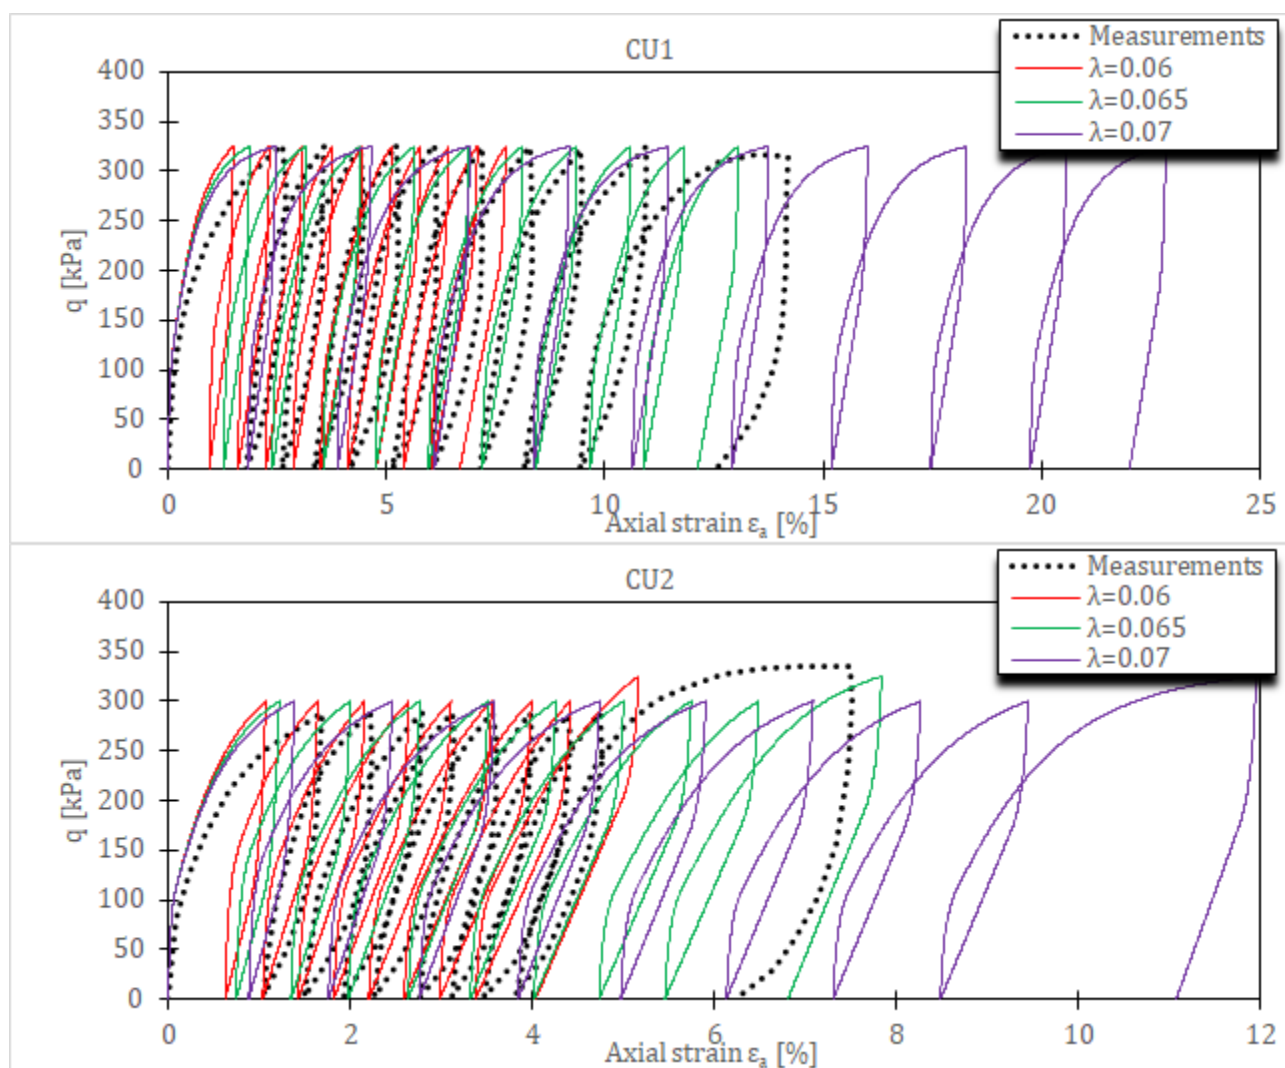 CU1
Measurements
λ=0.06
λ=0.065
λ=0.07
400
350
300
250
200
150
100
50
0
q [kPa]
0 5 10 15 20 25
Axial strain εa [%]
CU2
Measurements
λ=0.06
λ=0.065
λ=0.07
400
350
300
250
200
150
100
50
0
q [kPa]
0 2 4 6 8 10 12
Axial strain εa [%]